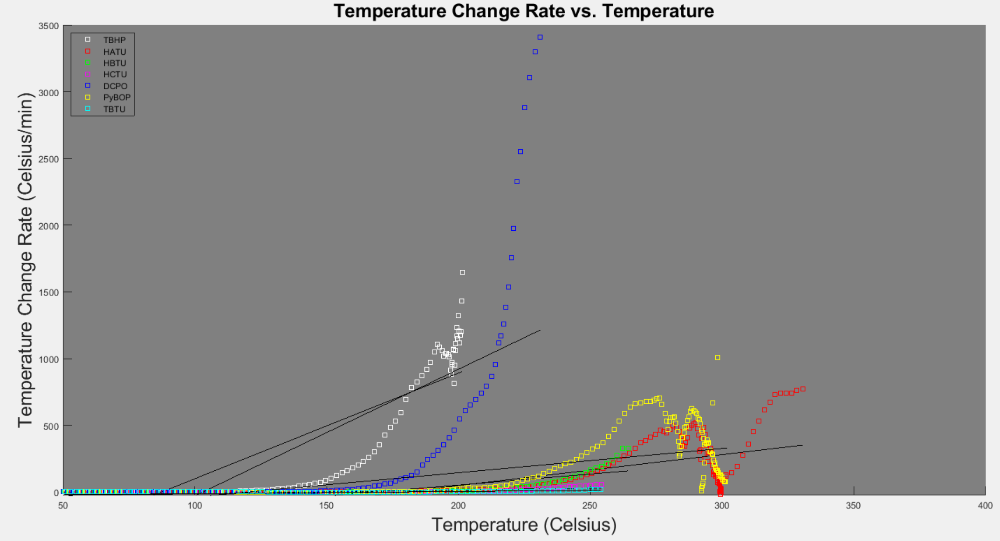 Temperature Change Rate vs. Temperature
Temperature Change Rate (Celsius/min)
3500
3000
2500
2000
1500
1000
500
0
TBHP
HATU
HBTU
HCTU
DCPO
PyBOP
TBTU
50 100 150 200 250 300 350 400
Temperature (Celsius)